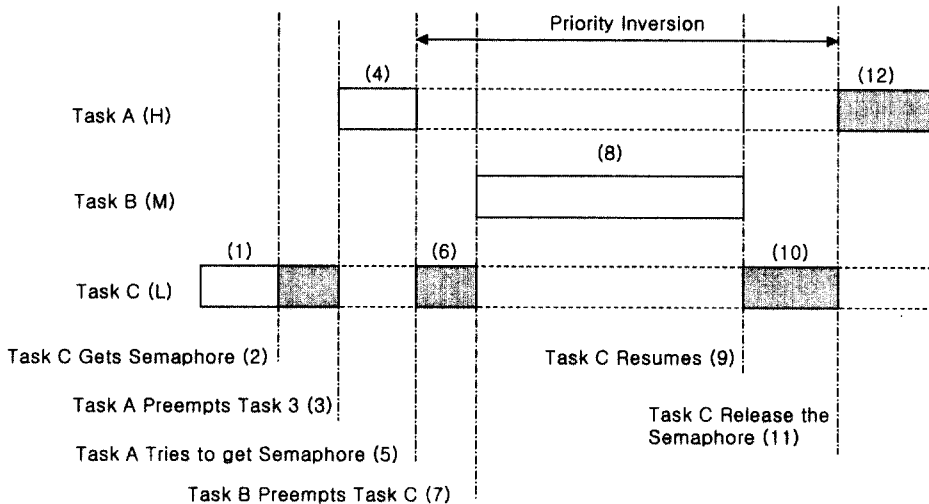 Priority Inversion
(4)
(12)
Task A (H)
(8)
Task B (M)
(1)
(6)
(10)
Task C (L)
Task C Gets Semaphore (2)
Task C Resumes (9)
Task A Preempts Task 3 (3)
Task C Release the
Semaphore (11)
Task A Tries to get Semaphore (5)
Task B Preempts Task C (7)